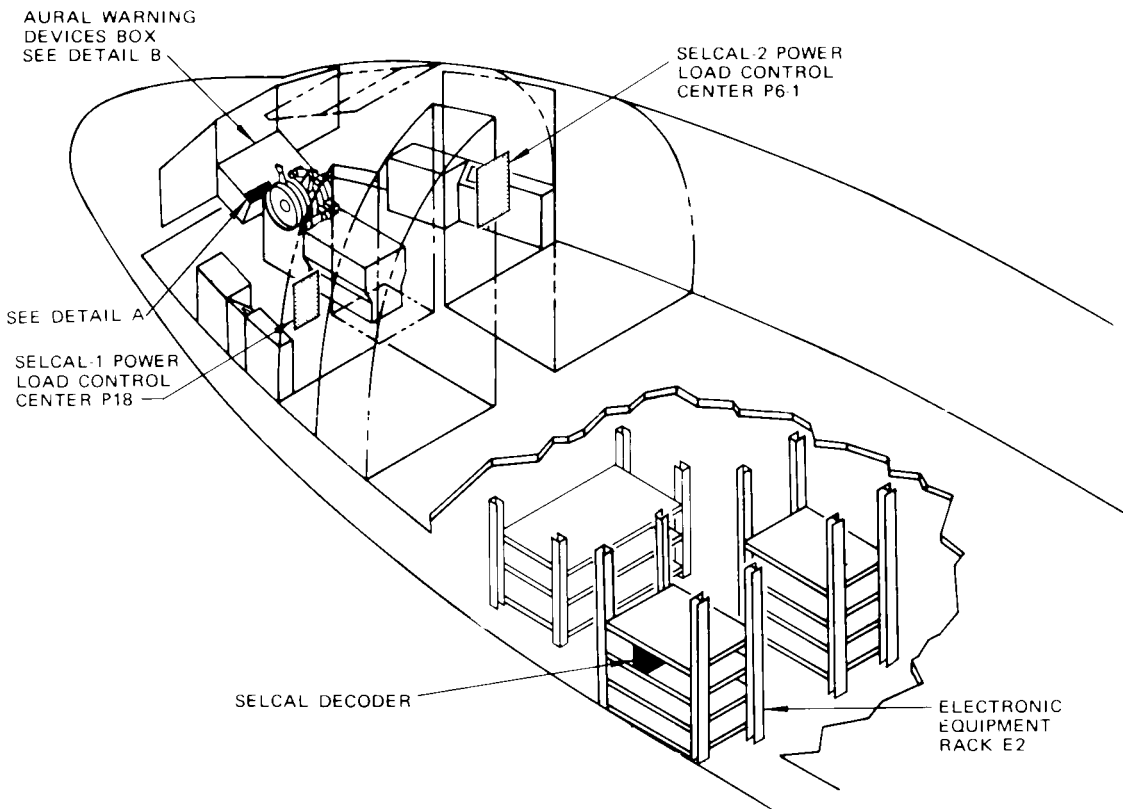 AURAL WARNING
DEVICES BOX
SEE DETAIL B
SELCAL-2 POWER
LOAD CONTROL
CENTER P6-1
SEE DETAIL A
SELCAL-1 POWER
LOAD CONTROL
CENTER P18
SELCAL DECODER
ELECTRONIC
EQUIPMENT
RACK E2